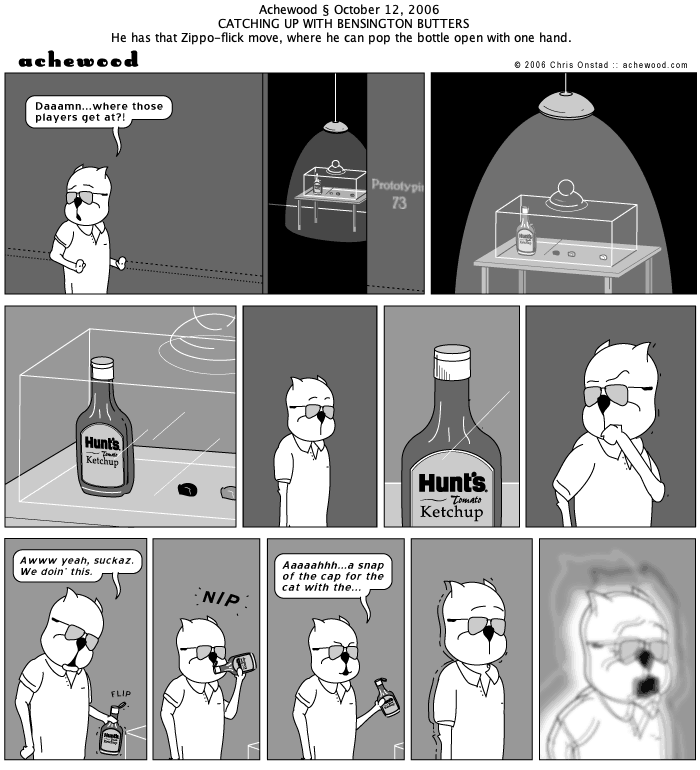 Achewood § October 12, 2006
CATCHING UP WITH BENSINGTON BUTTERS
He has that Zippo-flick move, where he can pop the bottle open with one hand.
achewood
© 2006 Chris Onstad :: achewood.com
Daaamn...where those
players get at?!
Prototypin
73
Hunt's
Tomato
Ketchup
Hunt's
Tomato
Ketchup
Awww yeah, suckaz.
We doin' this.
FLIP
Hunt's
Ketchup
NIP
Aaaaahhh...a snap
of the cap for the
cat with the...